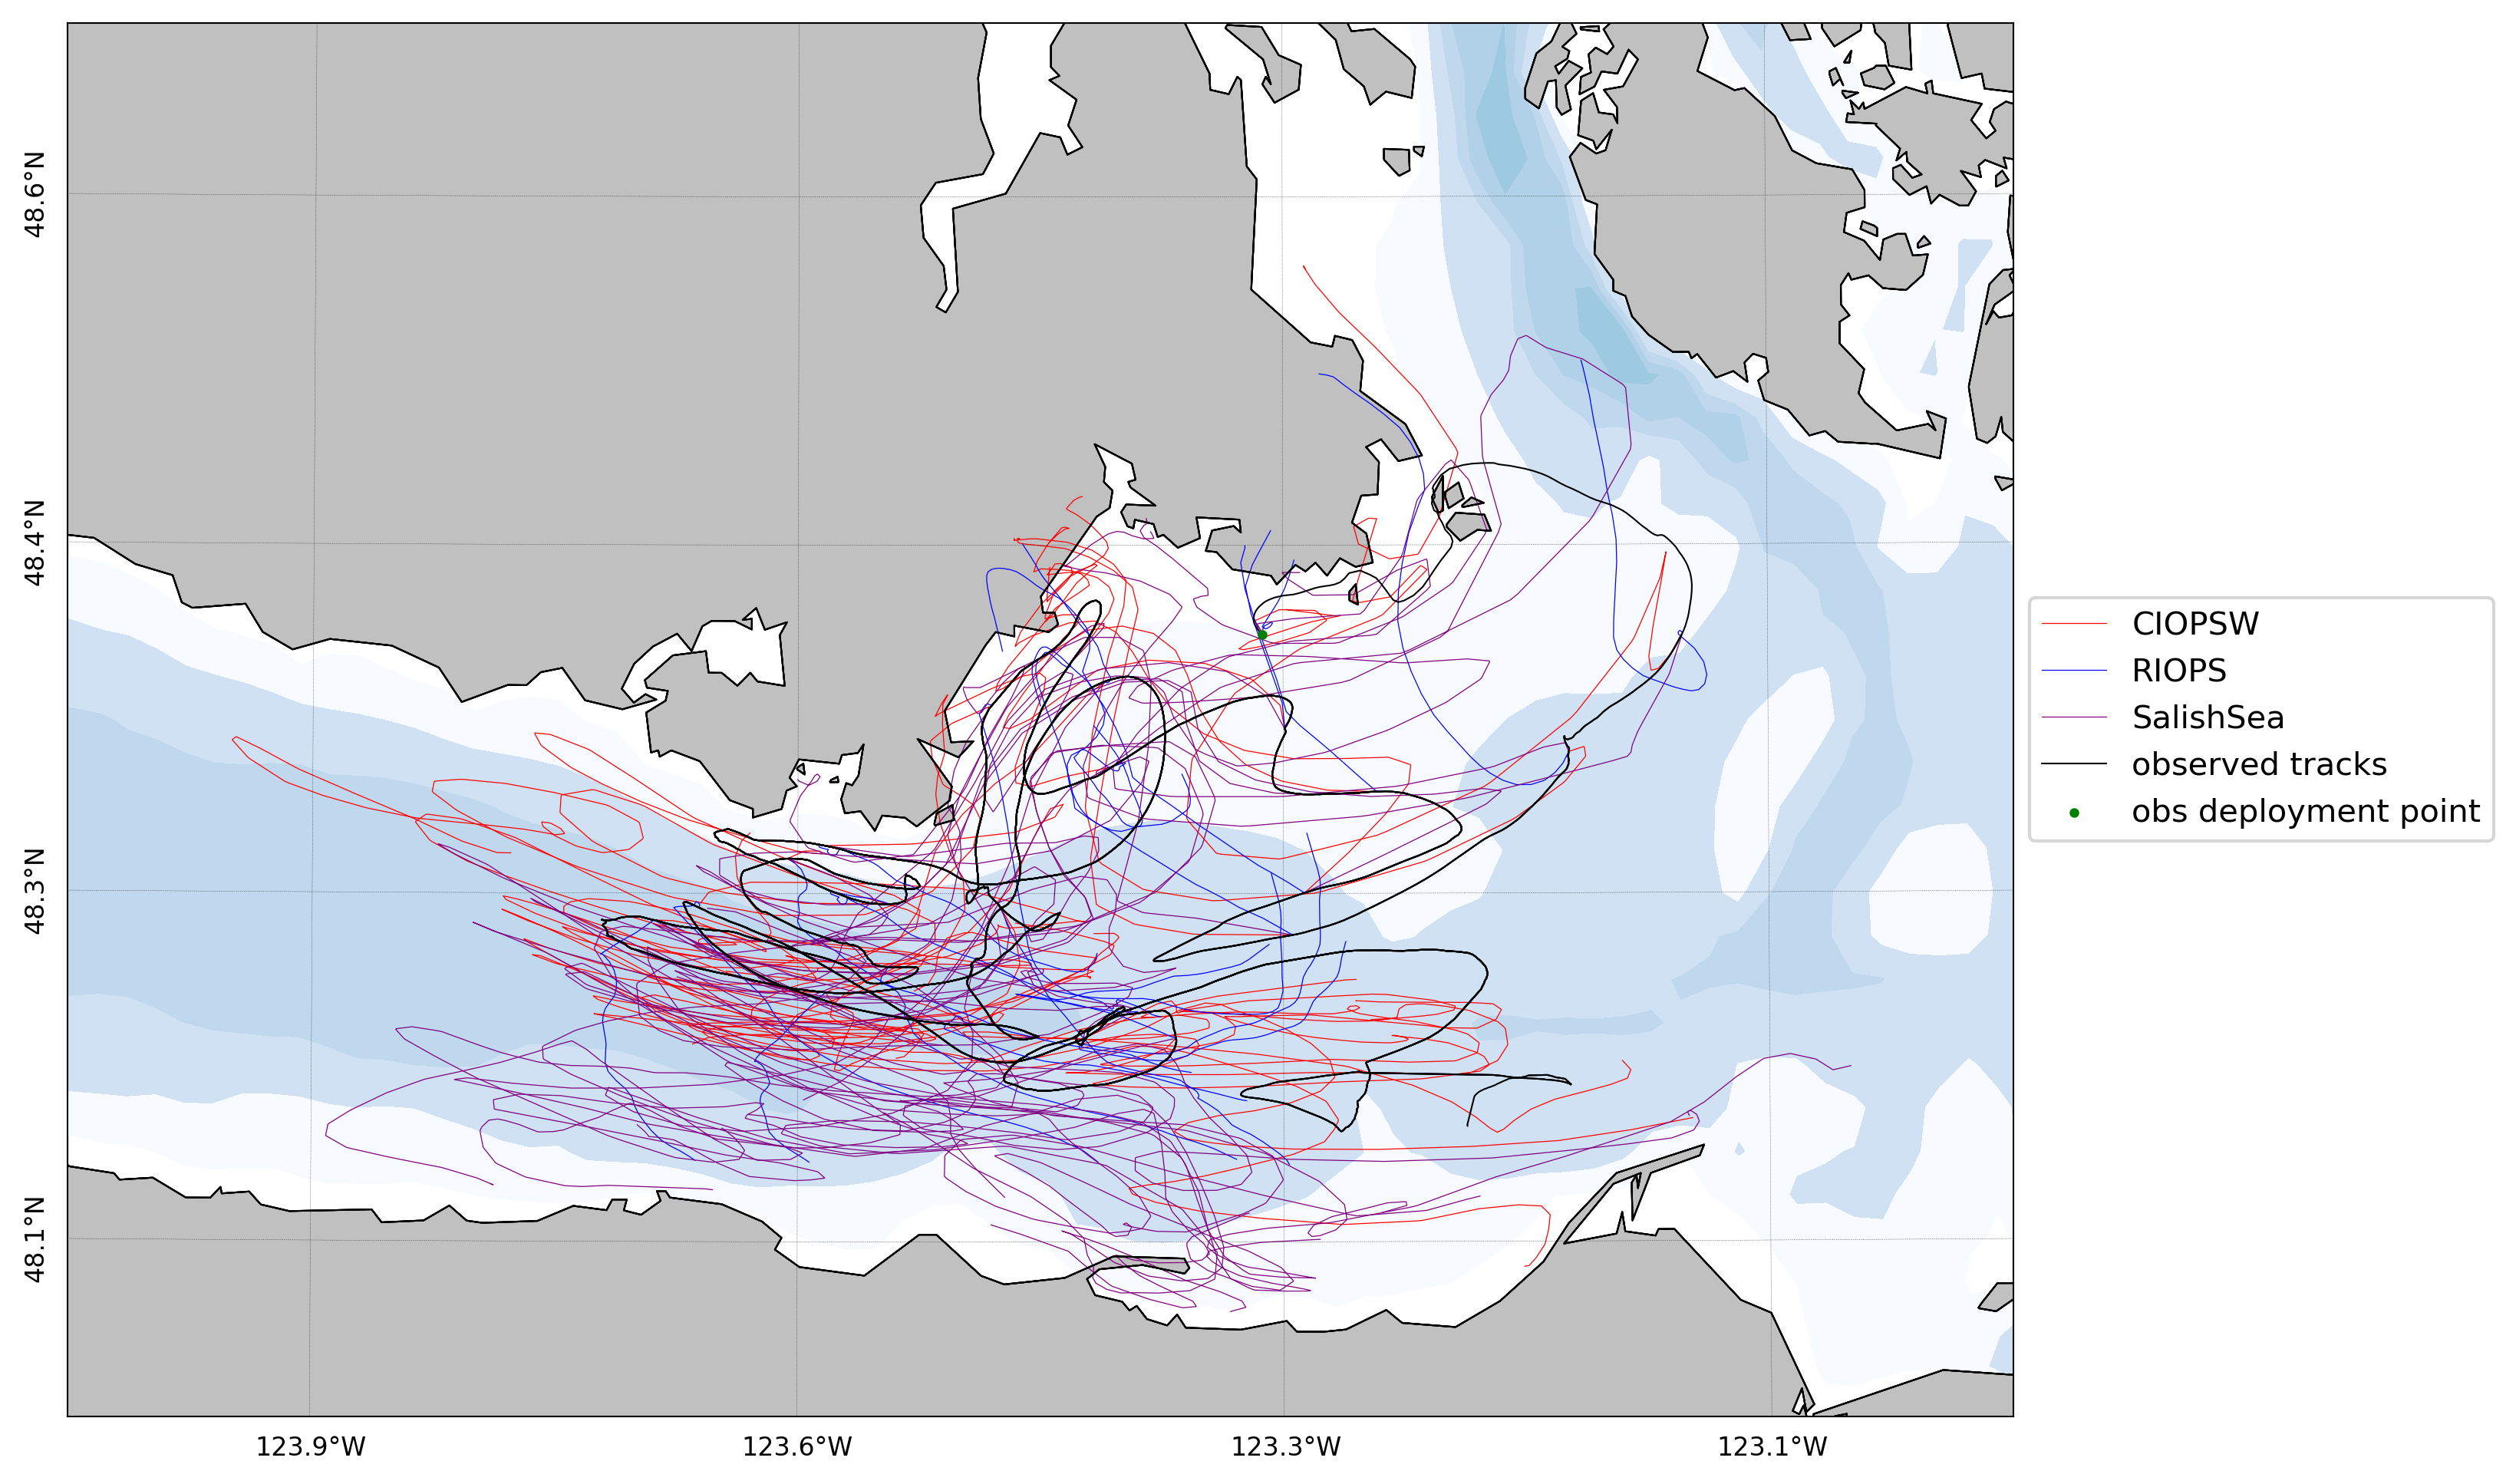 48.6°N
48.4°N
48.3°N
48.1°N
123.9°W
123.6°W
123.3°W
123.1°W
CIOPSW
RIOPS
SalishSea
observed tracks
obs deployment point